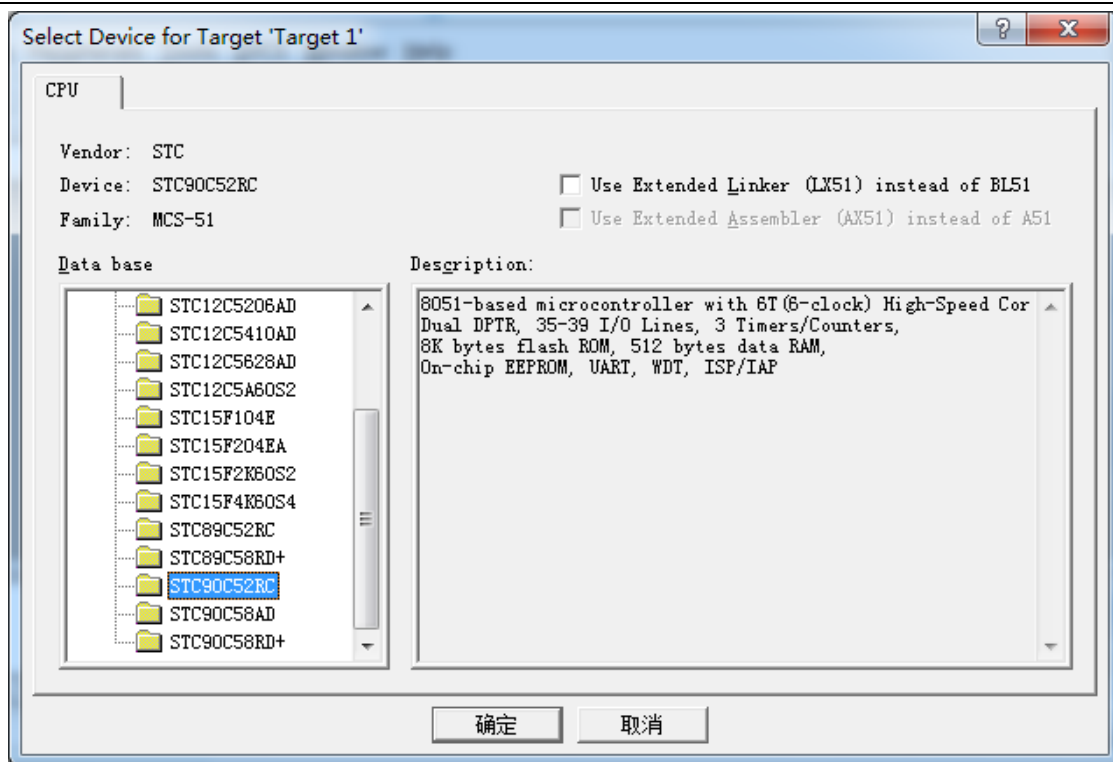 Select Device for Target 'Target 1'
CPU
Vendor: STC
Device: STC90C52RC
Use Extended Linker (LX51) instead of BL51
Family: MCS-51
Use Extended Assembler (AX51) instead of A51
Data base
Description:
STC12C5206AD
STC12C5410AD
STC12C5628AD
STC12C5A60S2
STC15F104E
STC15F204EA
STC15F2K60S2
STC15F4K60S4
STC89C52RC
STC89C58RD+
STC90C52RC
STC90C58AD
STC90C58RD+
8051-based microcontroller with 6T(6-clock) High-Speed Cor
Dual DPTR, 35-39 I/O Lines, 3 Timers/Counters,
8K bytes flash ROM, 512 bytes data RAM,
On-chip EEPROM, UART, WDT, ISP/IAP
确定
取消